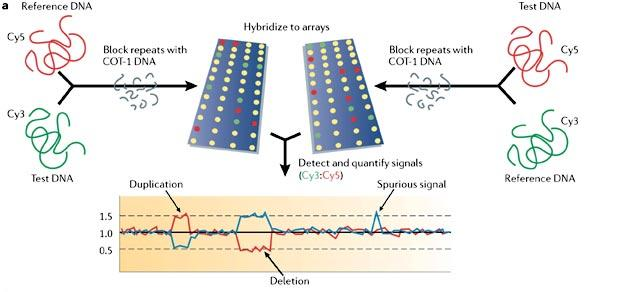 a
Reference DNA
Test DNA
Hybridize to arrays
Cy5
Cy5
Block repeats with
COT-1 DNA
Block repeats with
COT-1 DNA
Cy3
Cy3
Test DNA
Reference DNA
Detect and quantify signals
(Cy3:Cy5)
Duplication
Spurious signal
1.5
1.0
0.5
Deletion